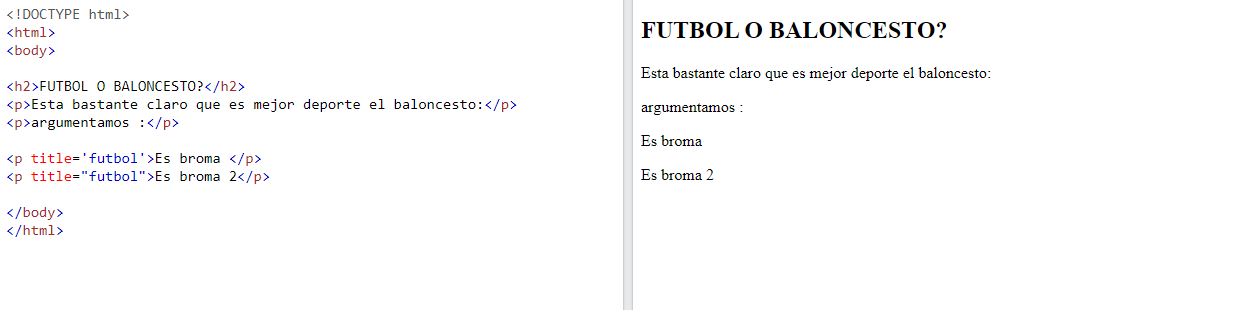 <!DOCTYPE html>
<html>
<body>
<h2>FUTBOL O BALONCESTO?</h2>
<p>Esta bastante claro que es mejor deporte el baloncesto:</p>
<p>argumentamos :</p>
<p title='futbol'>Es broma </p>
<p title="futbol">Es broma 2</p>
</body>
</html>
FUTBOL O BALONCESTO?
Esta bastante claro que es mejor deporte el baloncesto:
argumentamos :
Es broma
Es broma 2